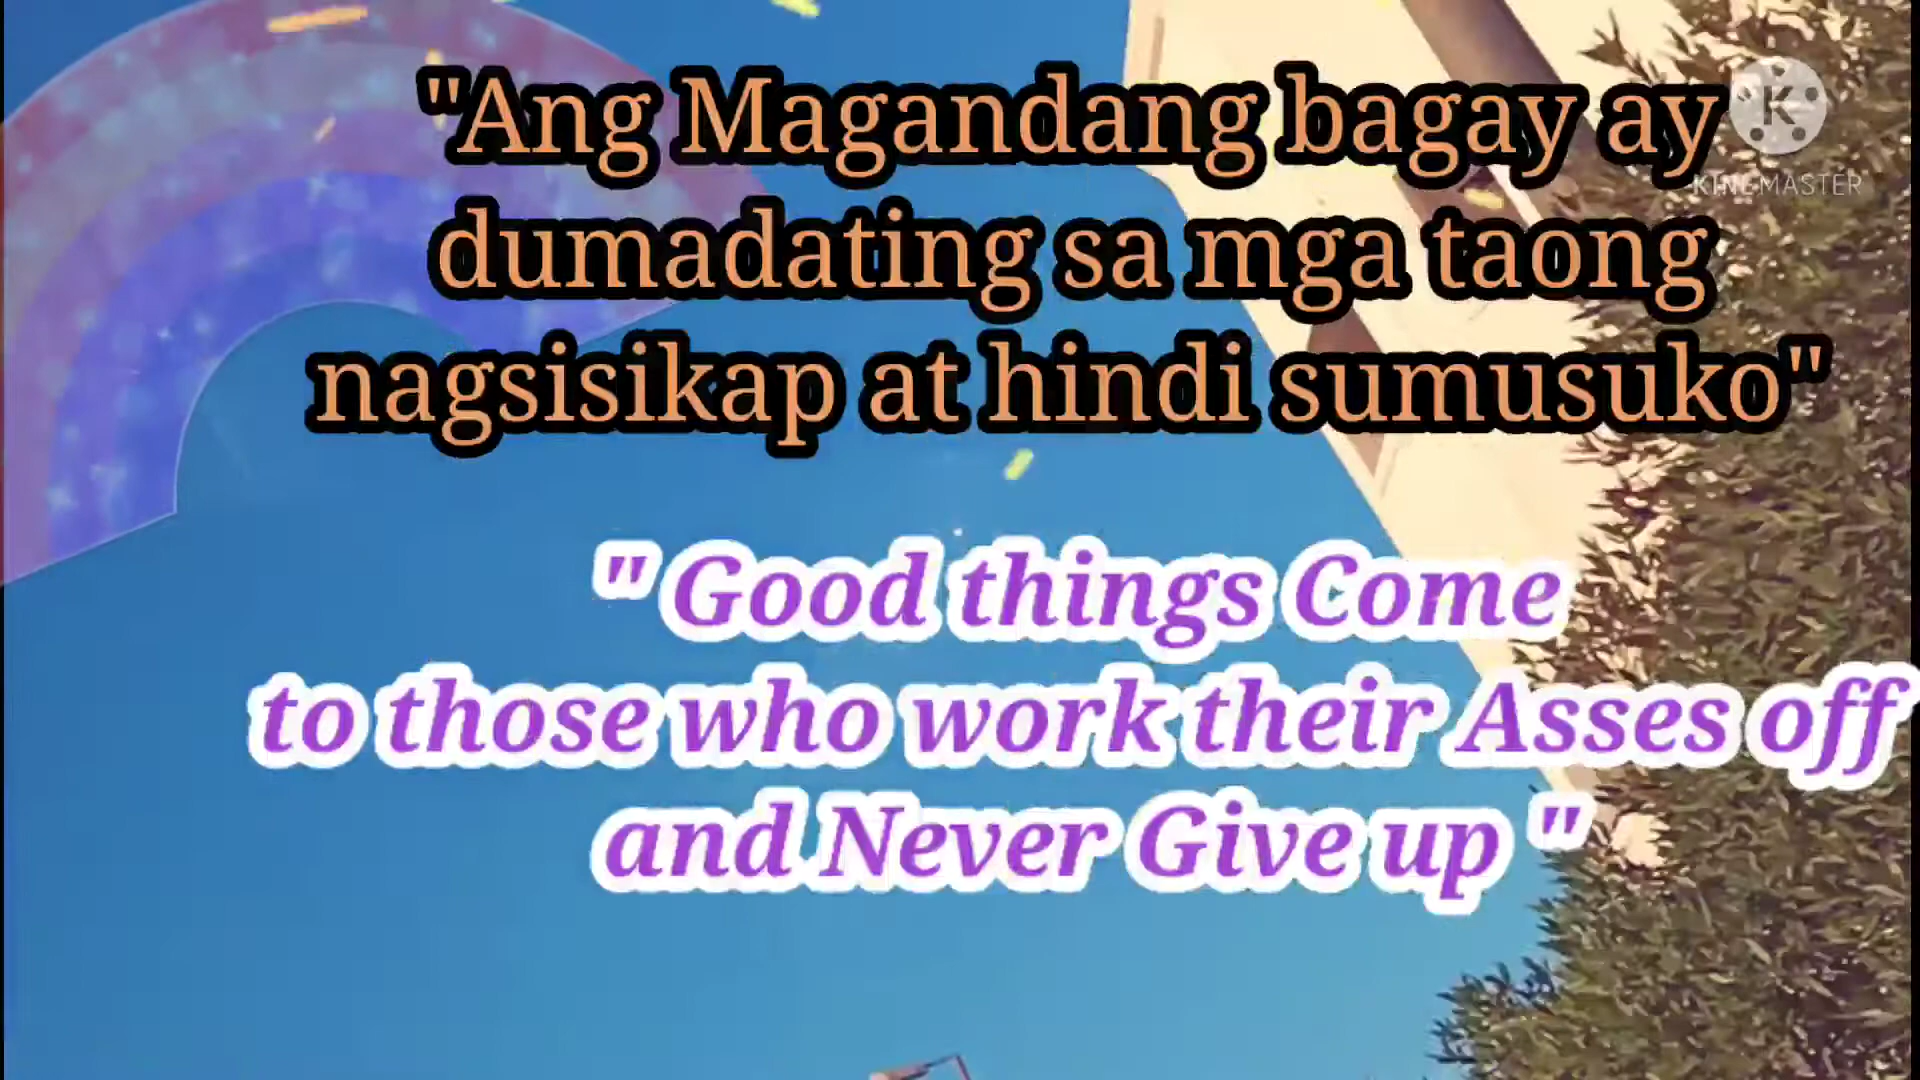 "Ang Magandang bagay ay
dumadating sa mga taong
nagsisikap at hindi sumusuko"
" Good things Come
to those who work their Asses off
and Never Give up "
K
KINEMASTER